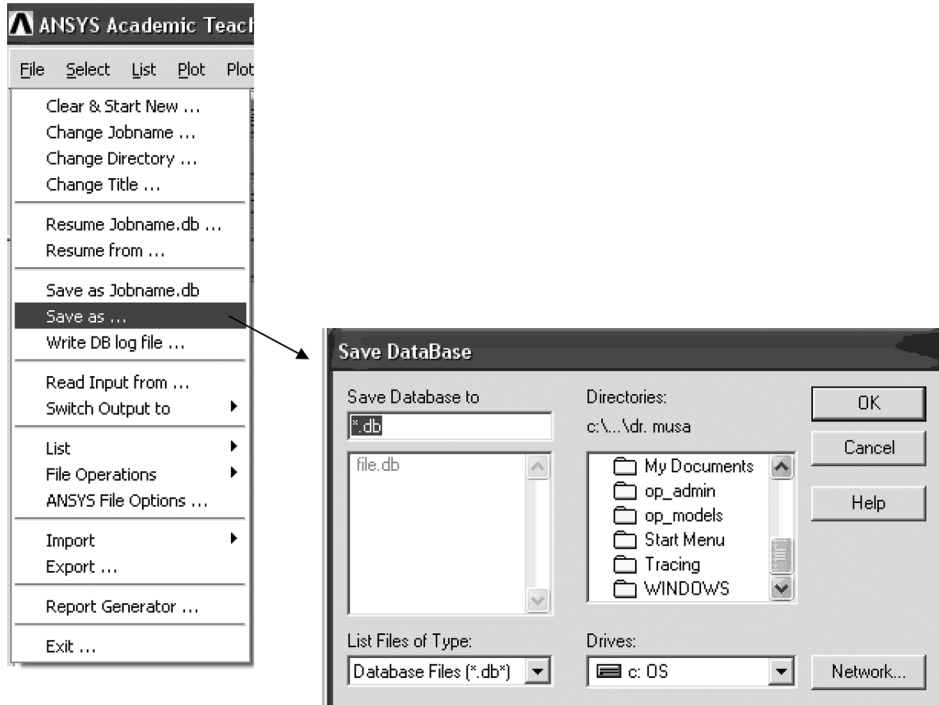 ANSYS Academic Teach
File Select List Plot Plot
Clear & Start New ...
Change Jobname ...
Change Directory ...
Change Title ...
Resume Jobname.db ...
Resume from ...
Save as Jobname.db
Save as ...
Write DB log file ...
Read Input from ...
Switch Output to
List
File Operations
ANSYS File Options ...
Import
Export ...
Report Generator ...
Exit ...
Save DataBase
Save Database to
*.db
file.db
List Files of Type:
Database Files (*.db*)
Directories:
c:\...\dr. musa
My Documents
op_admin
op_models
Start Menu
Tracing
WINDOWS
Drives:
c: OS
OK
Cancel
Help
Network...